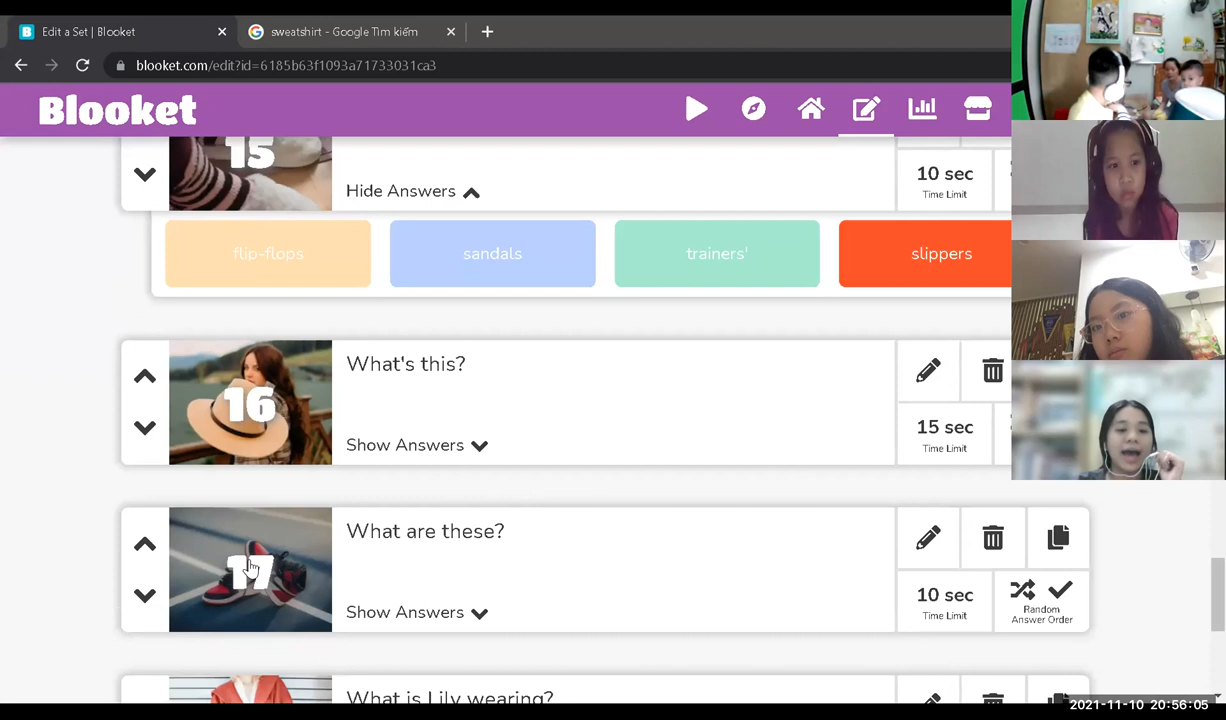 Edit a Set | Blooket
sweatshirt - Google Tìm kiếm
blooket.com/edit?id=6185b63f1093a71733031ca3
Blooket
15
Hide Answers
10 sec
Time Limit
flip-flops
sandals
trainers'
slippers
16
What's this?
Show Answers
15 sec
Time Limit
17
What are these?
Show Answers
10 sec
Time Limit
Random
Answer Order
What is Lily wearing?
2021-11-10 20:56:05